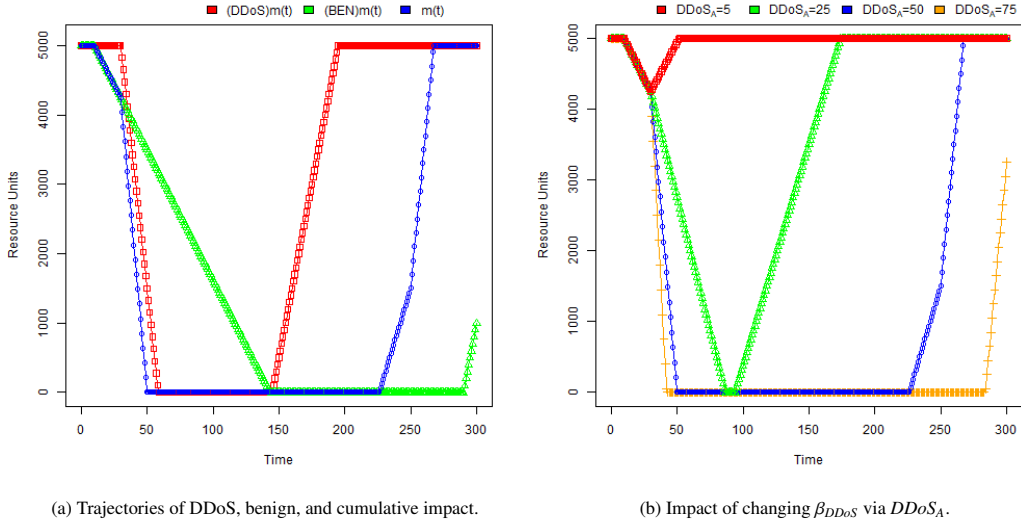 (DDoS)m(t) (BEN)m(t) m(t)
5000
4000
3000
2000
1000
0
Resource Units
0 50 100 150 200 250 300
Time
(a) Trajectories of DDoS, benign, and cumulative impact.
DDoS_A=5 DDoS_A=25 DDoS_A=50 DDoS_A=75
5000
4000
3000
2000
1000
0
Resource Units
0 50 100 150 200 250 300
Time
(b) Impact of changing β_DDoS via DDoS_A.